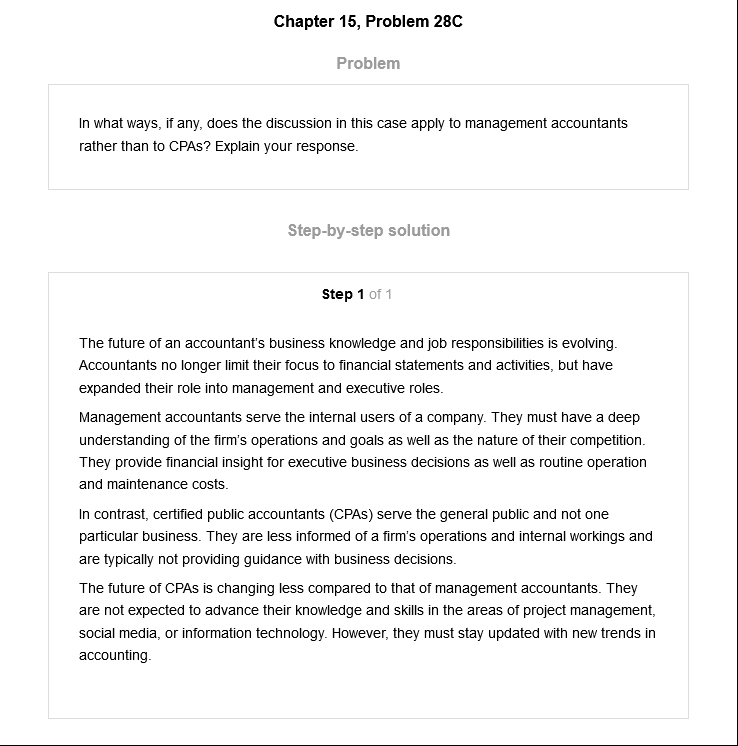 Chapter 15, Problem 28C
Problem
In what ways, if any, does the discussion in this case apply to management accountants
rather than to CPAs? Explain your response.
Step-by-step solution
Step 1 of 1
The future of an accountant's business knowledge and job responsibilities is evolving.
Accountants no longer limit their focus to financial statements and activities, but have
expanded their role into management and executive roles.
Management accountants serve the internal users of a company. They must have a deep
understanding of the firm's operations and goals as well as the nature of their competition.
They provide financial insight for executive business decisions as well as routine operation
and maintenance costs.
In contrast, certified public accountants (CPAs) serve the general public and not one
particular business. They are less informed of a firm's operations and internal workings and
are typically not providing guidance with business decisions.
The future of CPAs is changing less compared to that of management accountants. They
are not expected to advance their knowledge and skills in the areas of project management,
social media, or information technology. However, they must stay updated with new trends in
accounting.